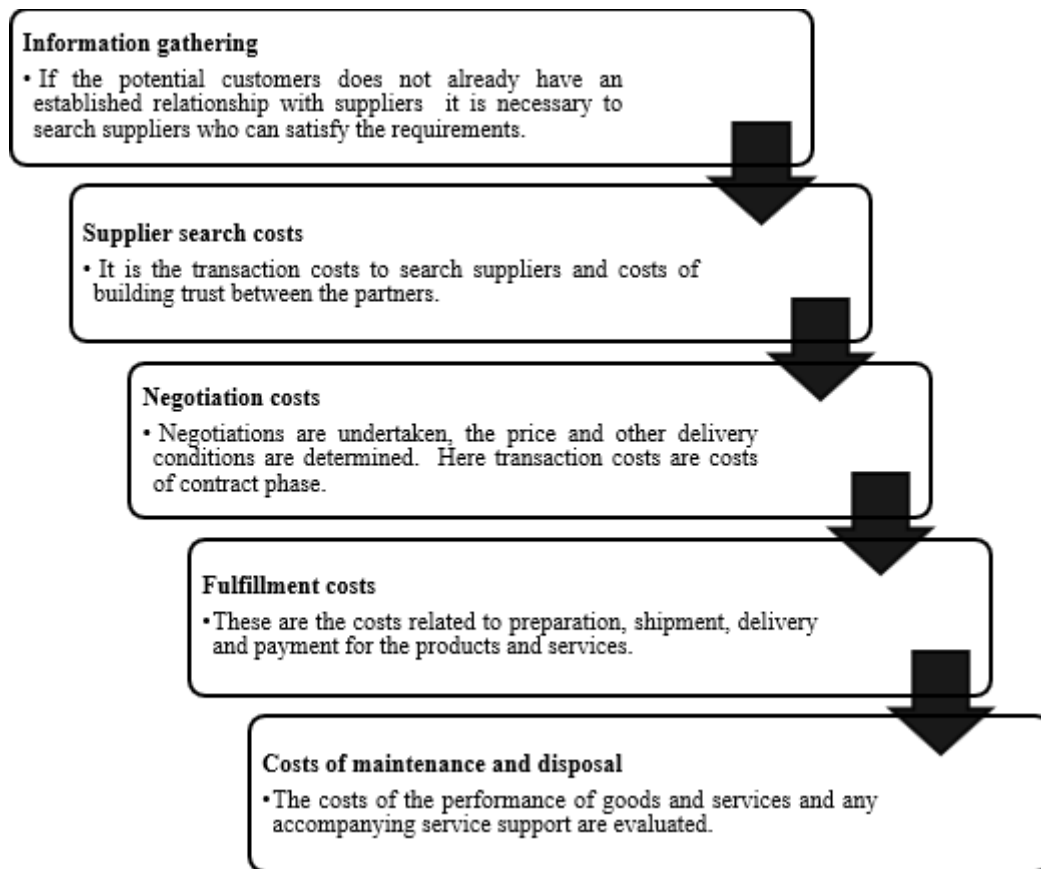 Information gathering
• If the potential customers does not already have an
established relationship with suppliers it is necessary to
search suppliers who can satisfy the requirements.
Supplier search costs
• It is the transaction costs to search suppliers and costs of
building trust between the partners.
Negotiation costs
• Negotiations are undertaken, the price and other delivery
conditions are determined. Here transaction costs are costs
of contract phase.
Fulfillment costs
•These are the costs related to preparation, shipment, delivery
and payment for the products and services.
Costs of maintenance and disposal
•The costs of the performance of goods and services and any
accompanying service support are evaluated.